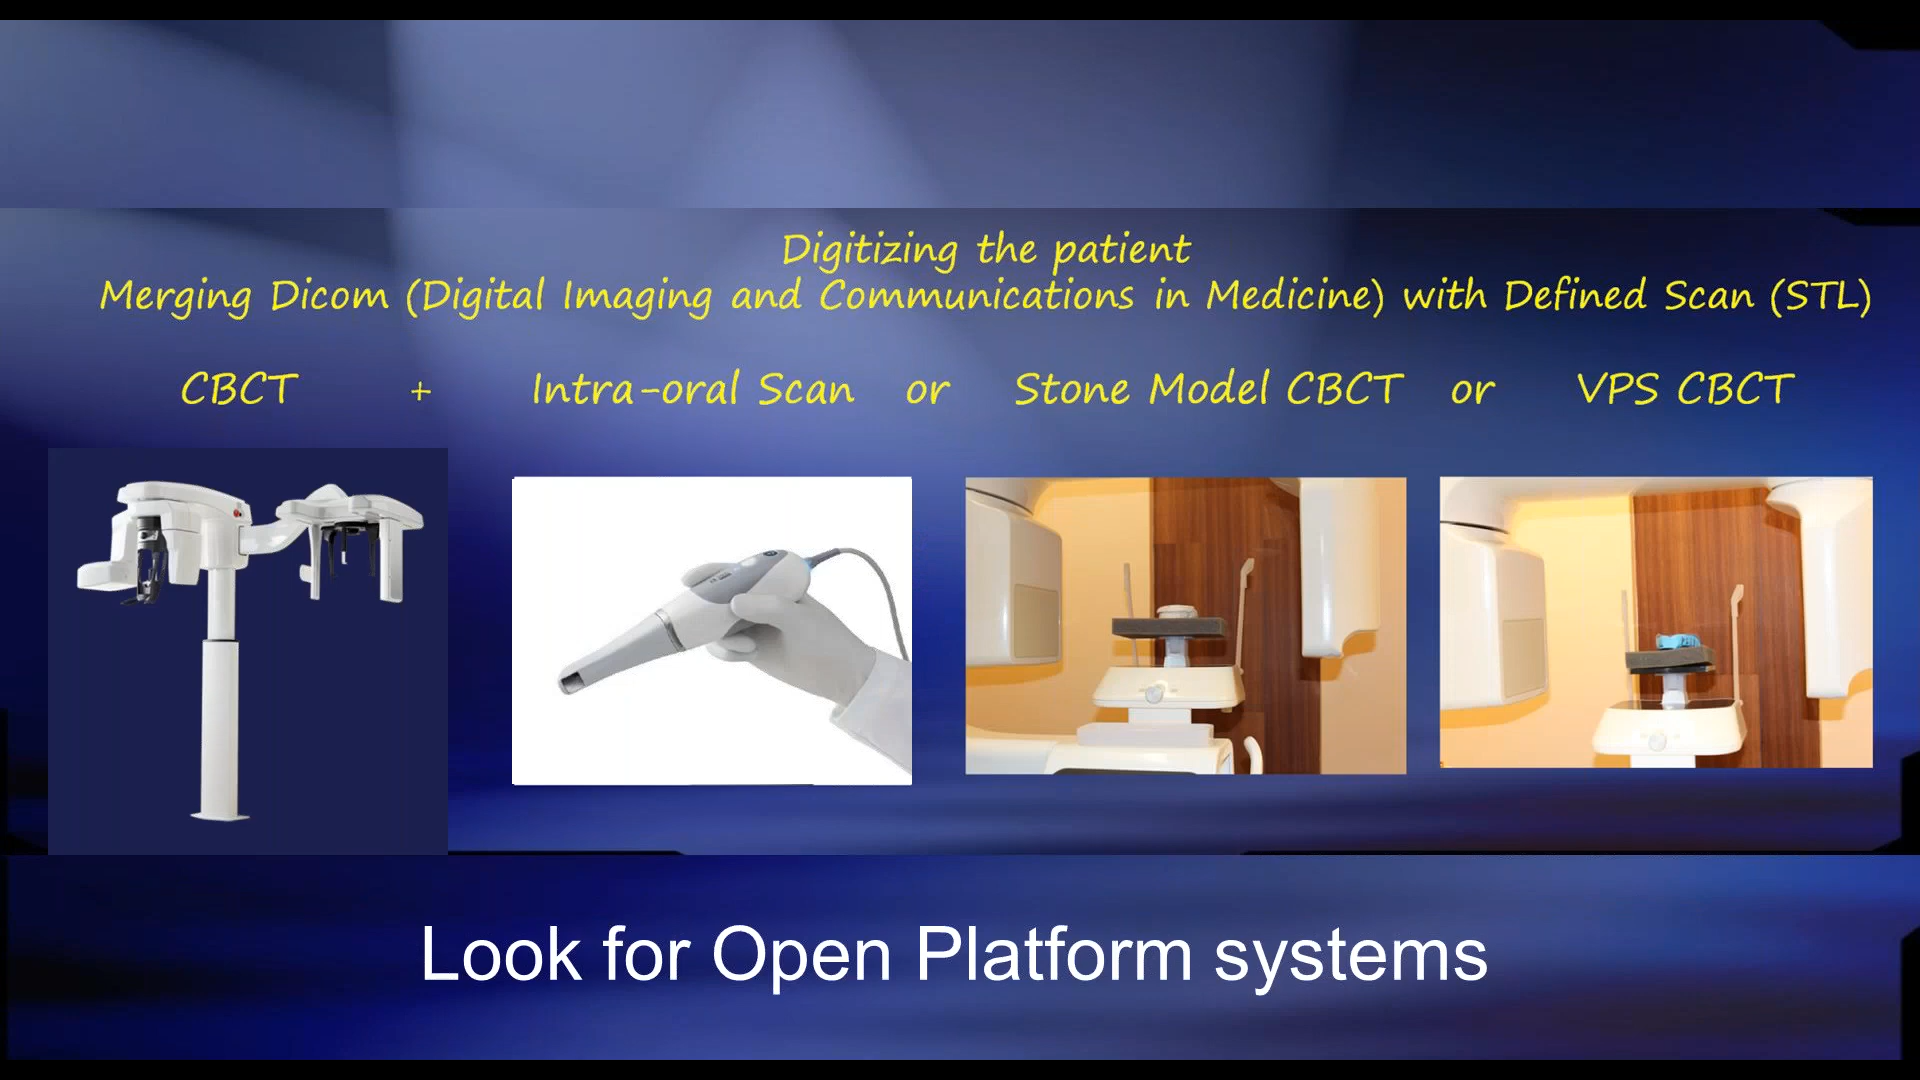 Digitizing the patient
Merging Dicom (Digital Imaging and Communications in Medicine) with Defined Scan (STL)
CBCT + Intra-oral Scan or Stone Model CBCT or VPS CBCT
Look for Open Platform systems